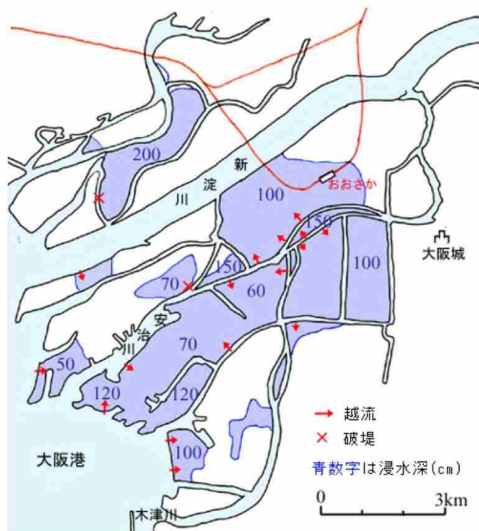 200
新
淀
川
100
おおさか
150
大阪城
100
150
70
60
安
治
川
70
50
120
120
100
大阪港
木津川
→ 越流
× 破堤
青数字は浸水深(cm)
0 3km